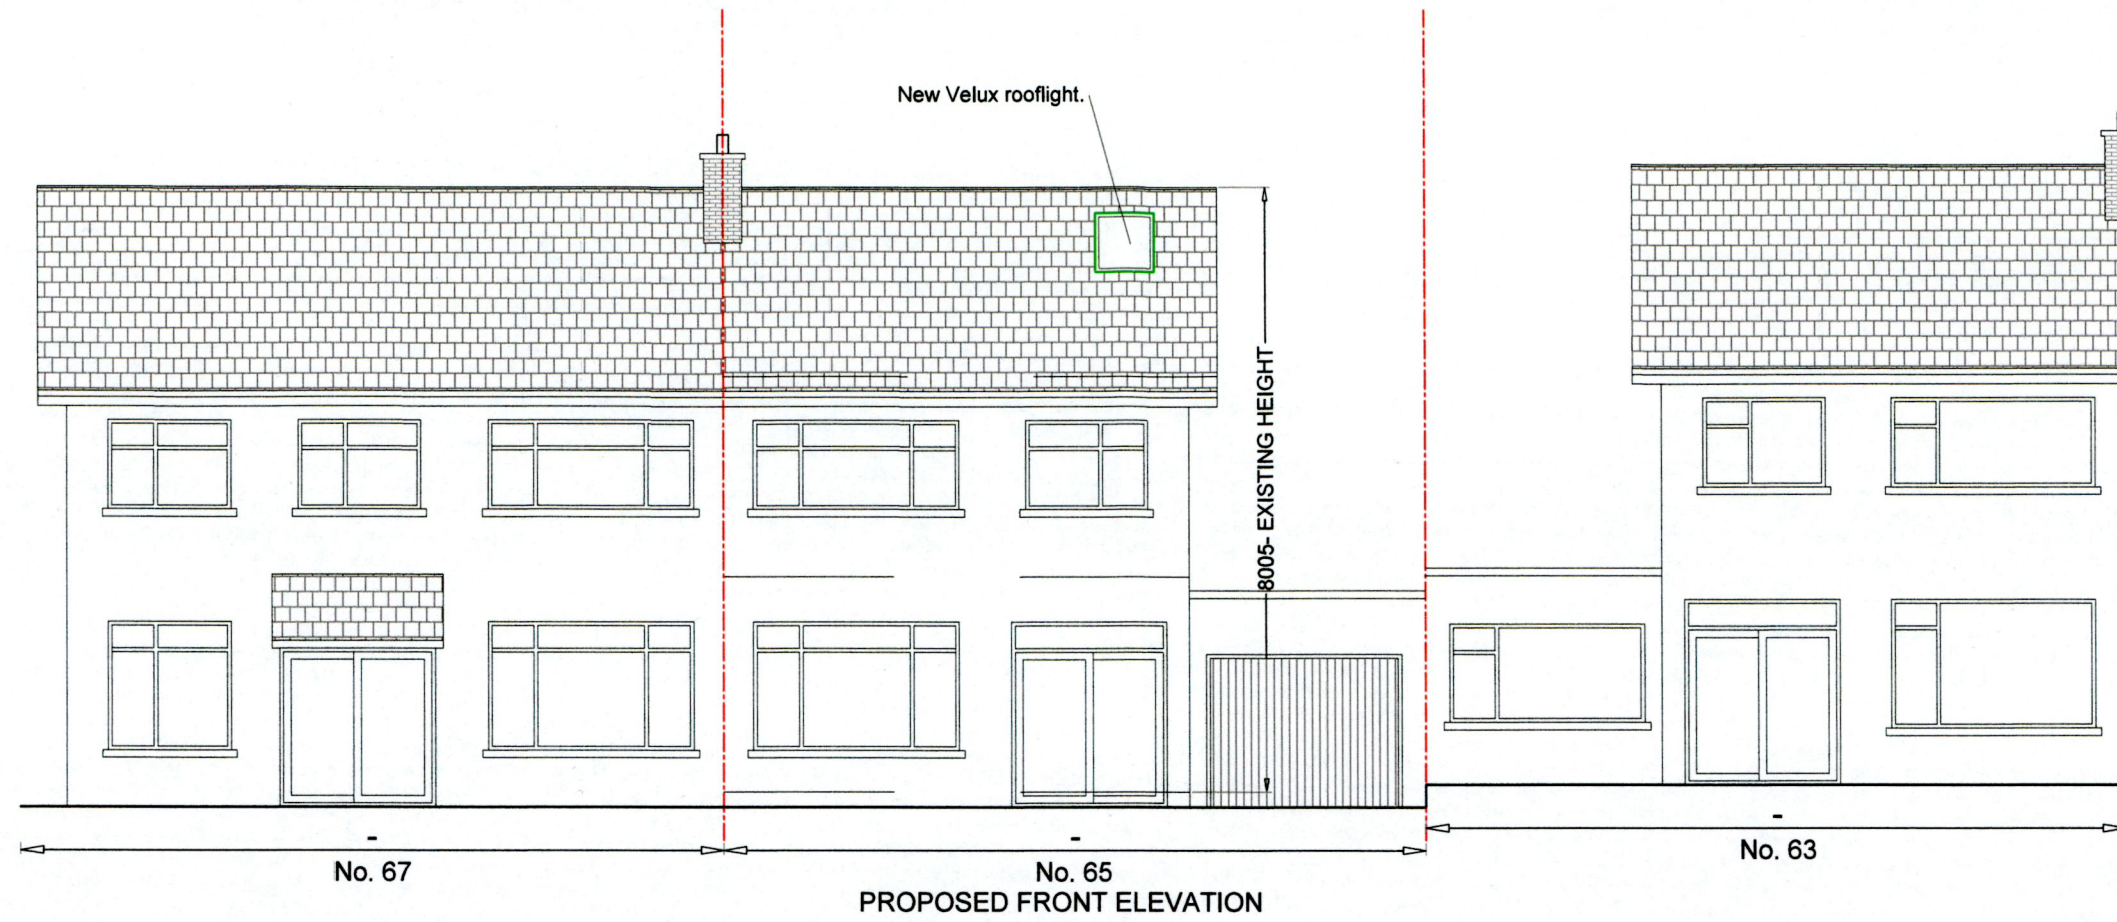 New Velux rooflight.
8005- EXISTING HEIGHT
-
No. 67
-
No. 65
-
No. 63
PROPOSED FRONT ELEVATION